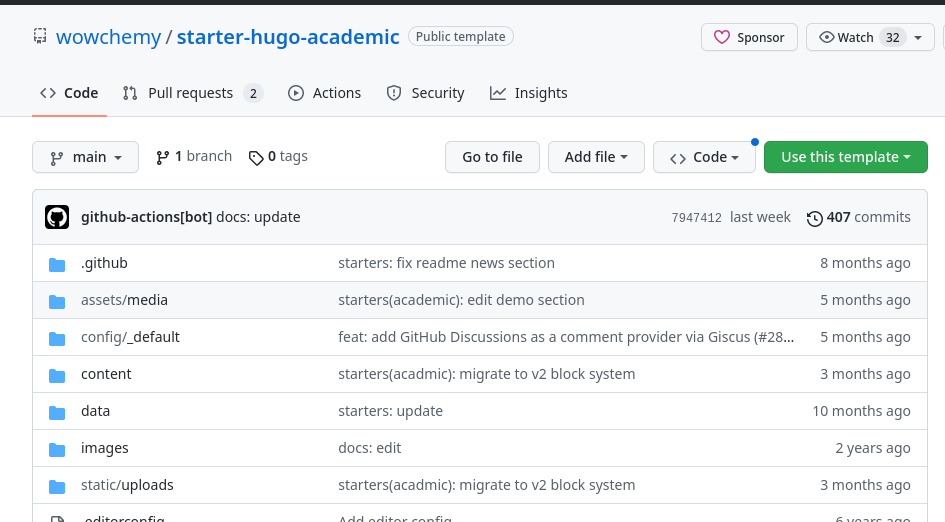 wowchemy / starter-hugo-academic Public template Sponsor Watch 32
Code Pull requests 2 Actions Security Insights
main 1 branch 0 tags Go to file Add file Code Use this template
github-actions[bot] docs: update 7947412 last week 407 commits
.github starters: fix readme news section 8 months ago
assets/media starters(academic): edit demo section 5 months ago
config/_default feat: add GitHub Discussions as a comment provider via Giscus (#28... 5 months ago
content starters(acadmic): migrate to v2 block system 3 months ago
data starters: update 10 months ago
images docs: edit 2 years ago
static/uploads starters(acadmic): migrate to v2 block system 3 months ago
.editorconfig Add editor config 6 years ago